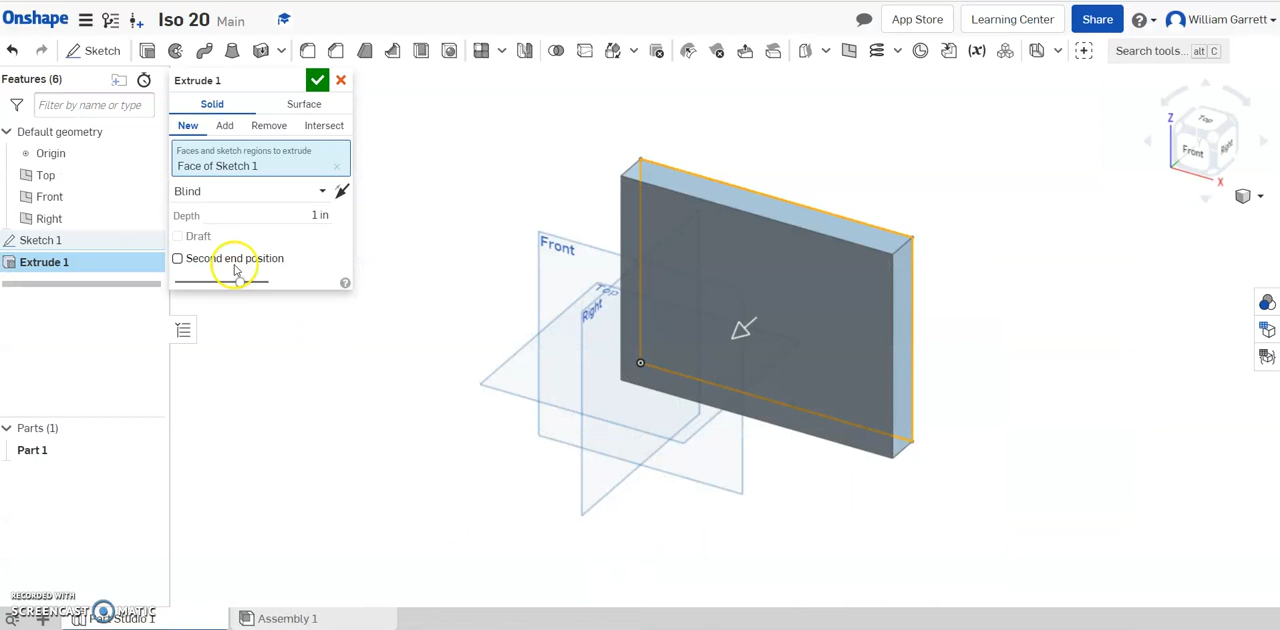 Onshape Iso 20 Main App Store Learning Center Share William Garrett
Sketch Search tools... alt C
Features (6) Extrude 1
Solid Surface
Filter by name or type
New Add Remove Intersect
Default geometry
Faces and sketch regions to extrude
Origin Face of Sketch 1
Top
Blind
Front
Depth 1 in
Right
Draft
Sketch 1
Second end position
Extrude 1
Front
Top
Right
Z Top Front Right X
Parts (1)
Part 1
RECORDED WITH
SCREENCAST MATIC
Part Studio 1 Assembly 1